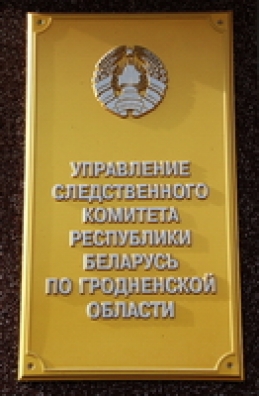 УПРАВЛЕНИЕ
СЛЕДСТВЕННОГО
КОМИТЕТА
РЕСПУБЛИКИ
БЕЛАРУСЬ
ПО ГРОДНЕНСКОЙ
ОБЛАСТИ